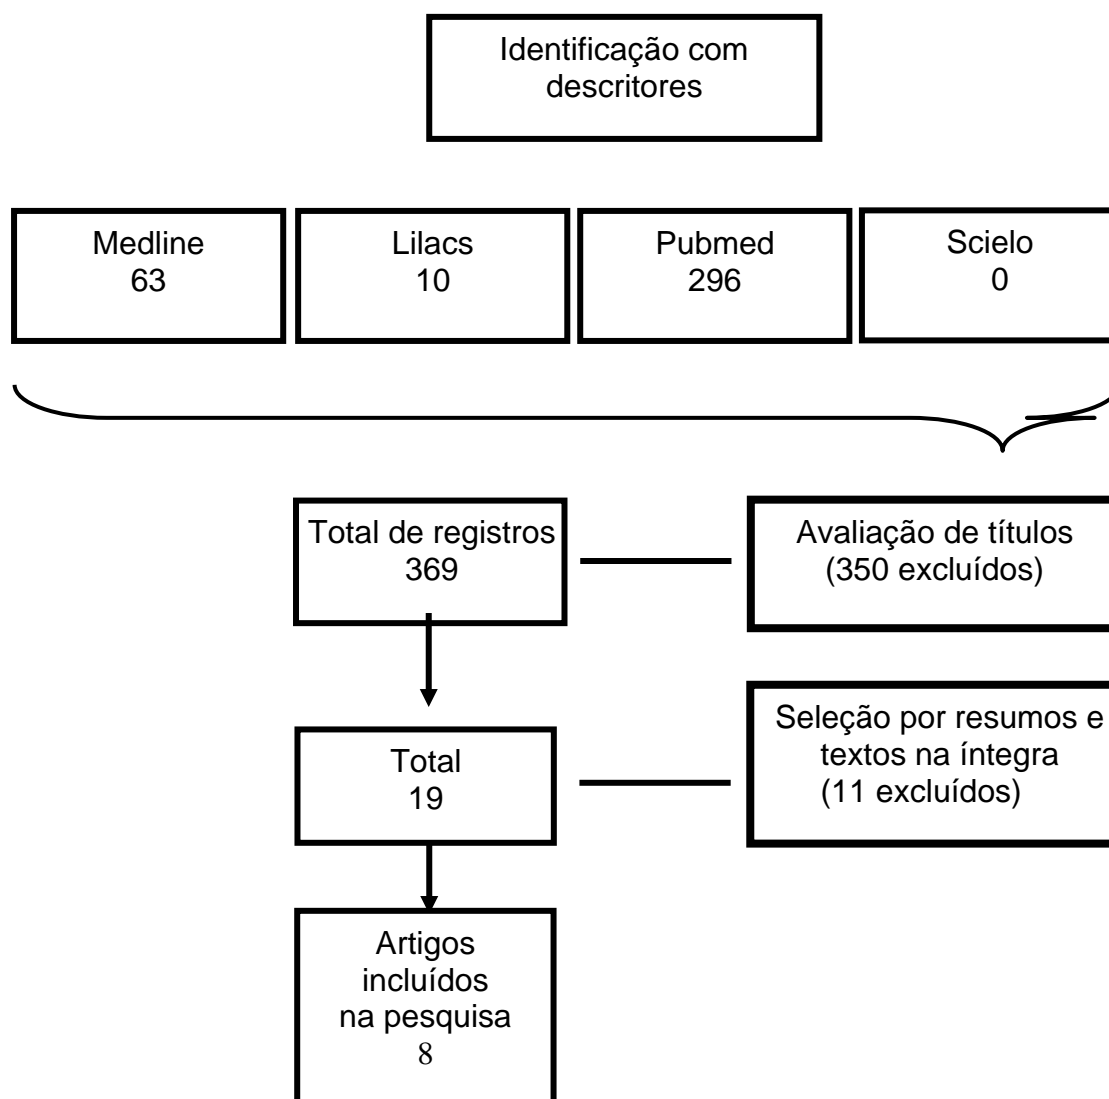 Identificação com
descritores
Medline
63
Lilacs
10
Pubmed
296
Scielo
0
Total de registros
369
Avaliação de títulos
(350 excluídos)
Total
19
Seleção por resumos e
textos na íntegra
(11 excluídos)
Artigos
incluídos
na pesquisa
8